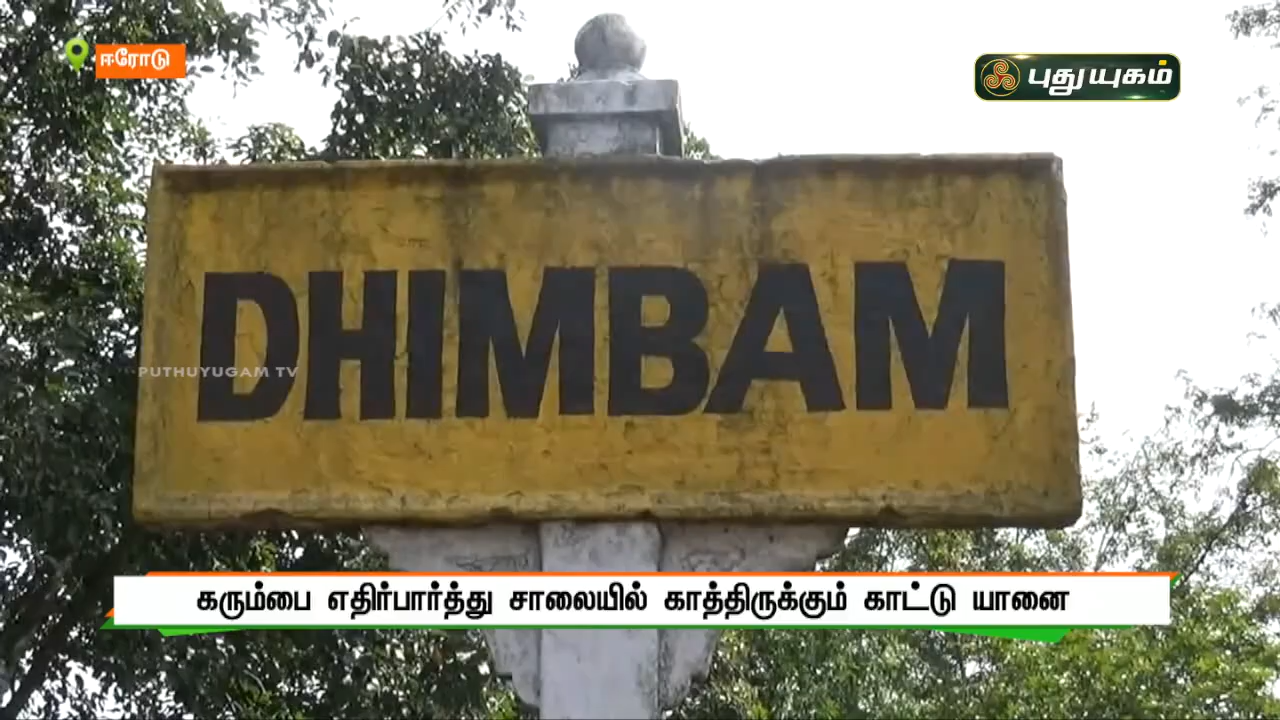 ஈரோடு
புதுயுகம்
DHIMBAM
PUTHUYUGAM TV
கரும்பை எதிர்பார்த்து சாலையில் காத்திருக்கும் காட்டு யானை